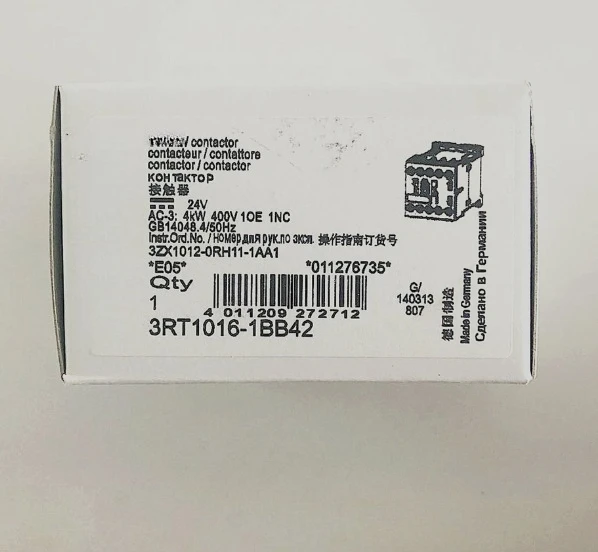 / contactor
contacteur / contattore
contactor / contactor
контактор
接触器
24V
AC-3: 4kW 400V 10E 1NC
GB14048.4/50Hz
Instr.Ord.No. / номер для рук.по эксп. 操作指南订货号
3ZX1012-0RH11-1AA1
*E05* *011276735*
Qty
1
4 011209 272712
3RT1016-1BB42
G/
140313
807
德国制造
Made in Germany
Сделано в Германии